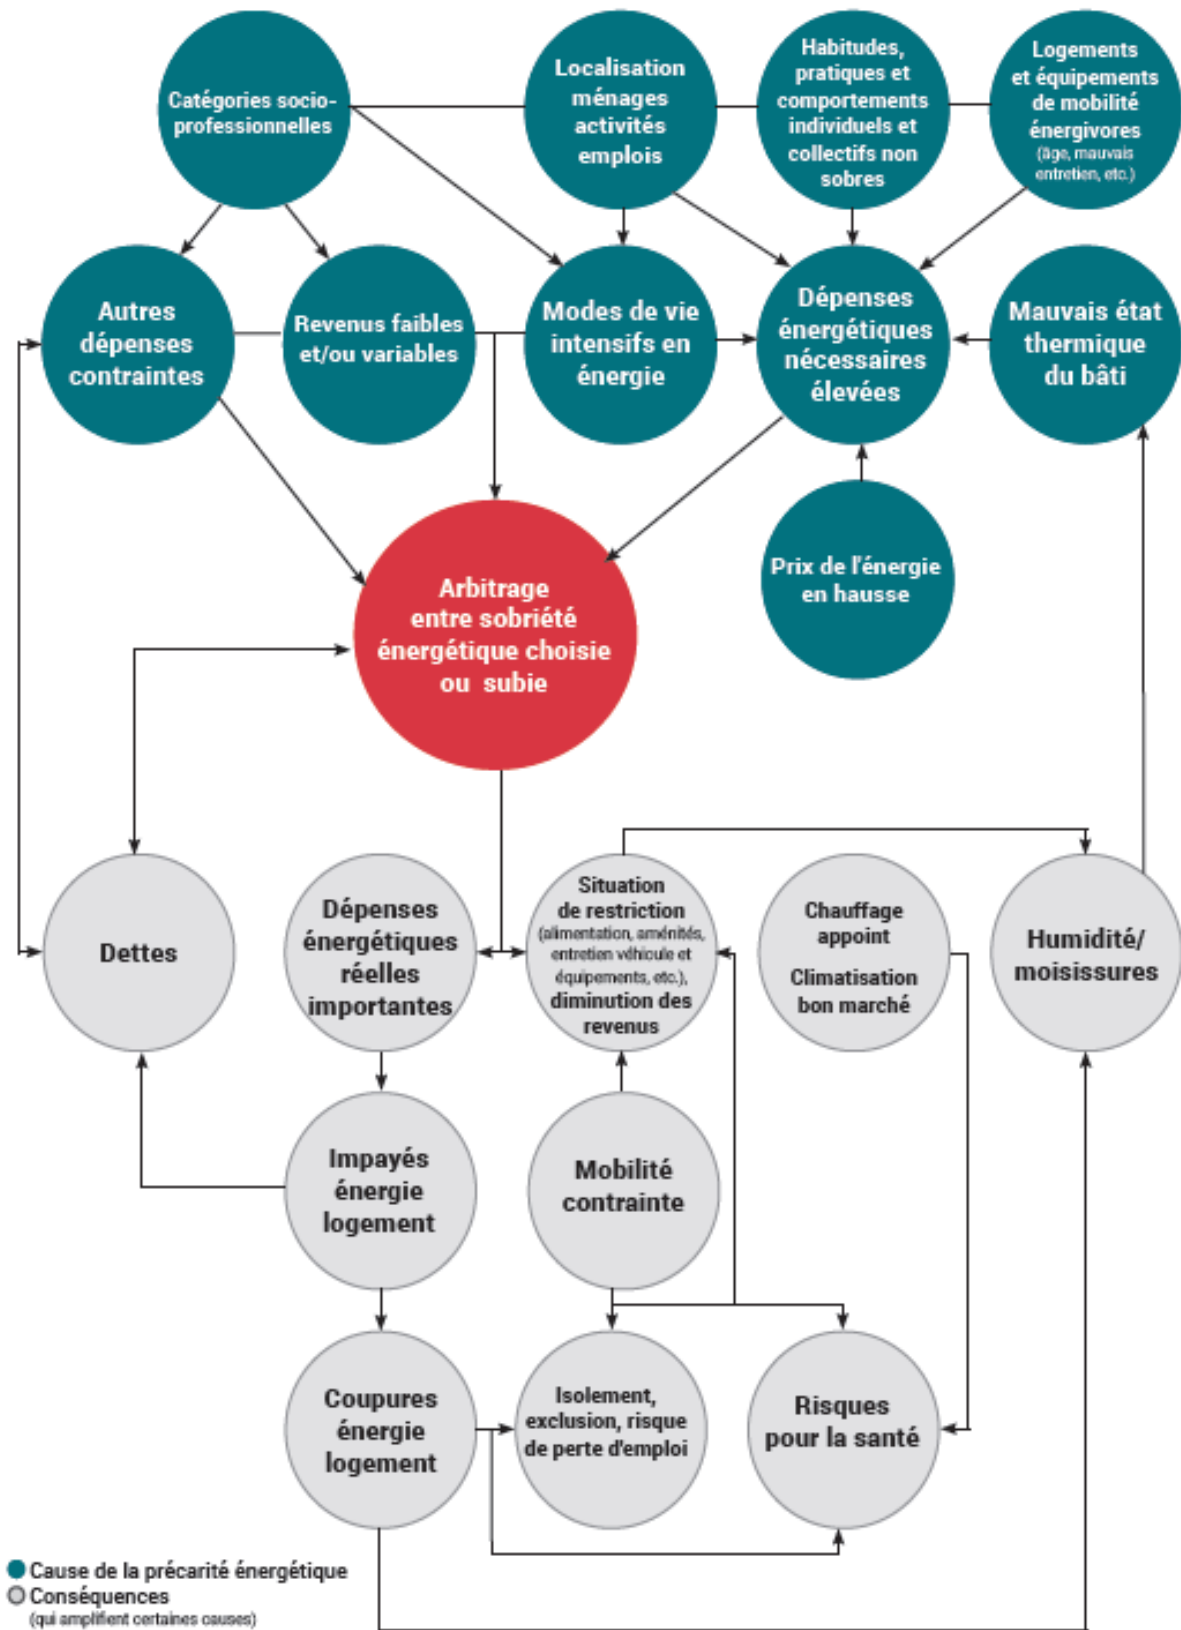 Catégories socio-
professionnelles
Localisation
ménages
activités
emplois
Habitudes,
pratiques et
comportements
individuels et
collectifs non
sobres
Logements
et équipements
de mobilité
énergivores
(âge, mauvais
entretien, etc.)
Autres
dépenses
contraintes
Revenus faibles
et/ou variables
Modes de vie
intensifs en
énergie
Dépenses
énergétiques
nécessaires
élevées
Mauvais état
thermique
du bâti
Arbitrage
entre sobriété
énergétique choisie
ou subie
Prix de l'énergie
en hausse
Dettes
Dépenses
énergétiques
réelles
importantes
Situation
de restriction
(alimentation, aménités,
entretien véhicule et
équipements, etc.),
diminution des
revenus
Chauffage
appoint
Climatisation
bon marché
Humidité/
moisissures
Impayés
énergie
logement
Mobilité
contrainte
Coupures
énergie
logement
Isolement,
exclusion, risque
de perte d'emploi
Risques
pour la santé
Cause de la précarité énergétique
Conséquences
(qui amplifient certaines causes)